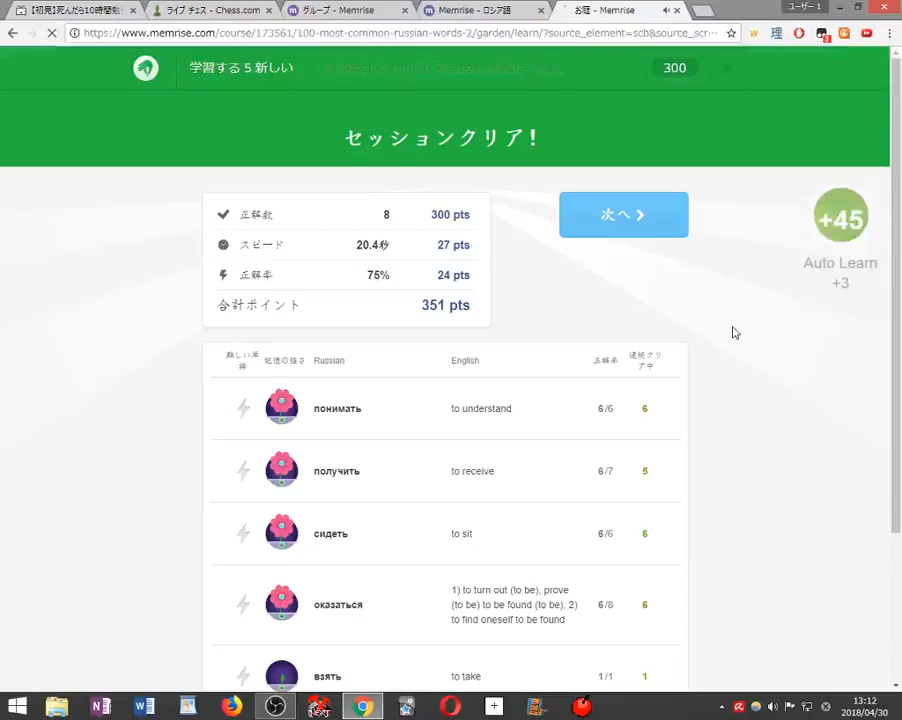 【初見】死んだら10時間勉
ライブ チェス - Chess.com
グループ - Memrise
Memrise - ロシア語
お庭 - Memrise
ユーザー 1
https://www.memrise.com/course/173561/100-most-common-russian-words-2/garden/learn/?source_element=scb&source_scr...
学習する 5 新しい
300
セッションクリア!
正解数 8 300 pts
スピード 20.4秒 27 pts
正解率 75% 24 pts
合計ポイント 351 pts
次へ
+45
Auto Learn
+3
難しい単語 記憶の強さ Russian English 正解率 連続クリア中
понимать to understand 6/6 6
получить to receive 6/7 5
сидеть to sit 6/6 6
оказаться 1) to turn out (to be), prove
(to be) to be found (to be); 2)
to find oneself to be found 6/8 6
взять to take 1/1 1
13:12
2018/04/30